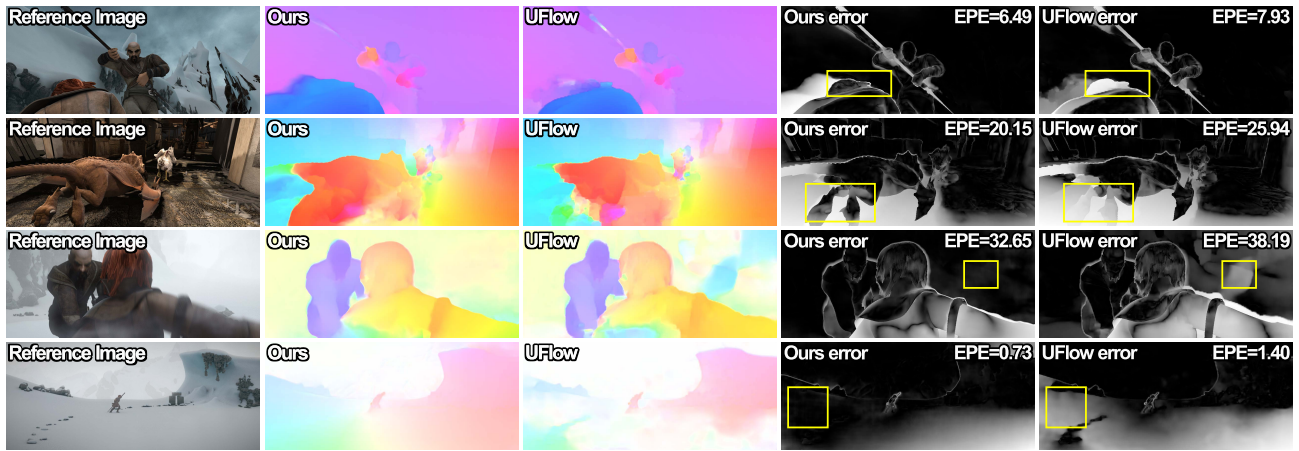 Reference Image Ours UFlow Ours error EPE=6.49 UFlow error EPE=7.93
Reference Image Ours UFlow Ours error EPE=20.15 UFlow error EPE=25.94
Reference Image Ours UFlow Ours error EPE=32.65 UFlow error EPE=38.19
Reference Image Ours UFlow Ours error EPE=0.73 UFlow error EPE=1.40